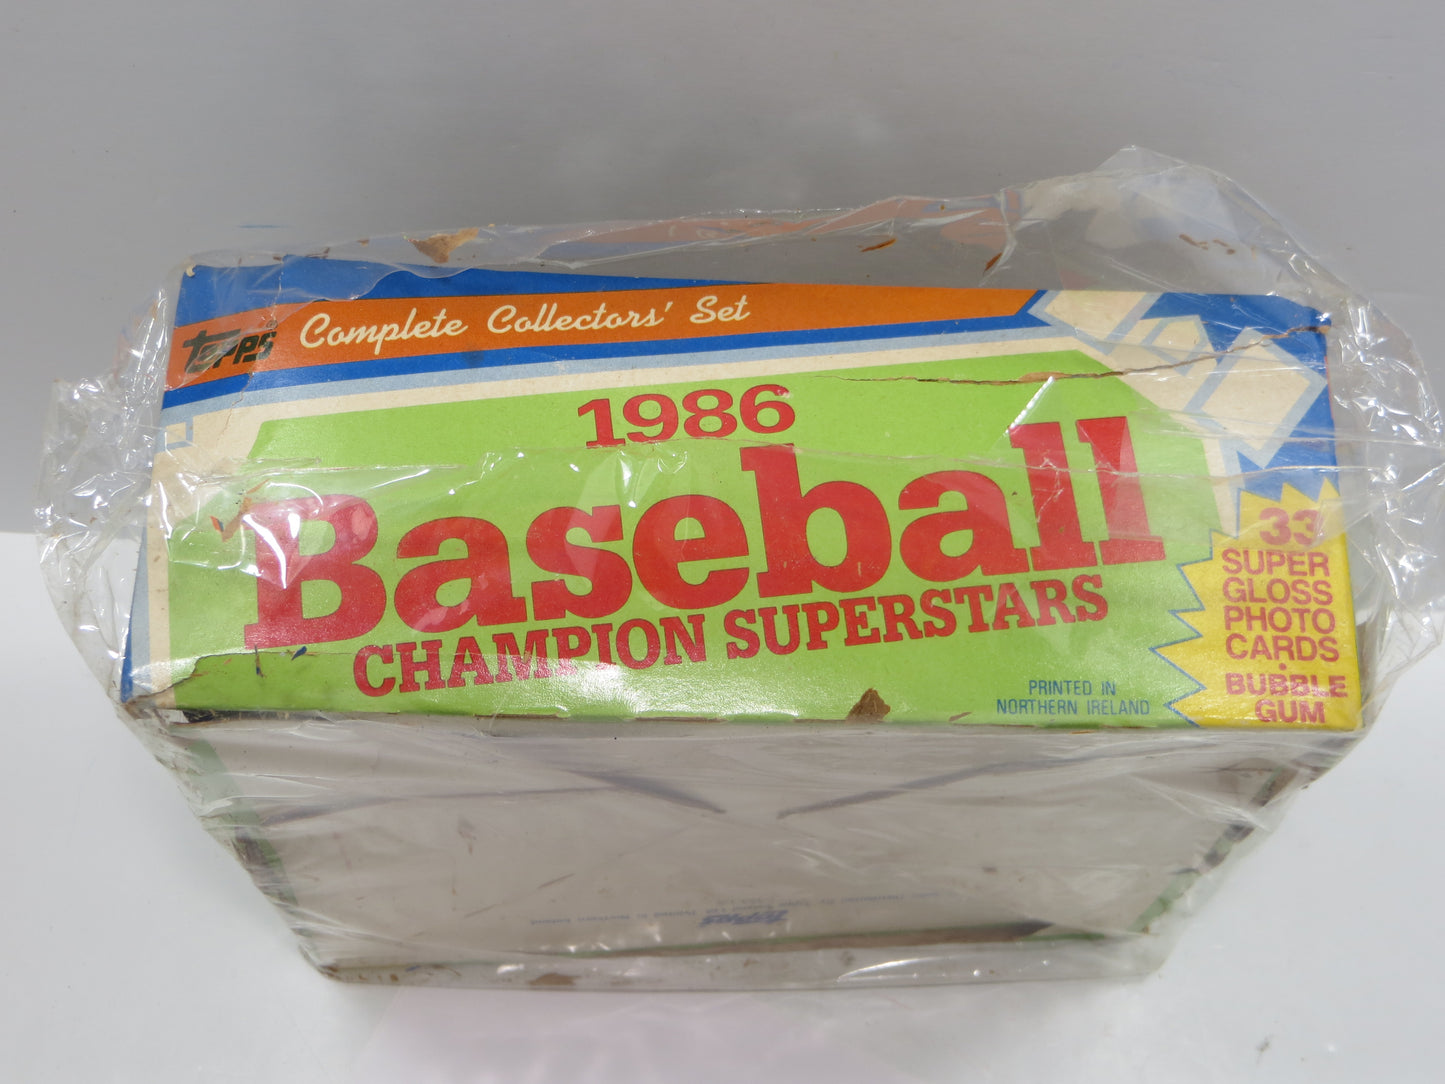 TOPPS® Complete Collectors' Set
1986
Baseball
CHAMPION SUPERSTARS
PRINTED IN
NORTHERN IRELAND
33
SUPER
GLOSS
PHOTO
CARDS
•
BUBBLE
GUM
TOPPS